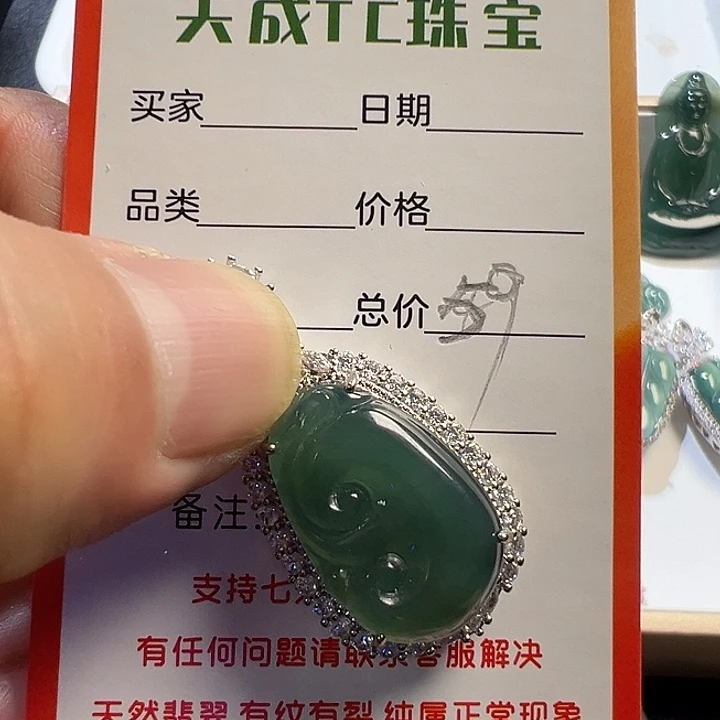 天成TC珠宝
买家 日期
品类 价格
总价 59
备注:
支持七
有任何问题请联系客服解决
天然翡翠,有纹有裂,纯属正常现象